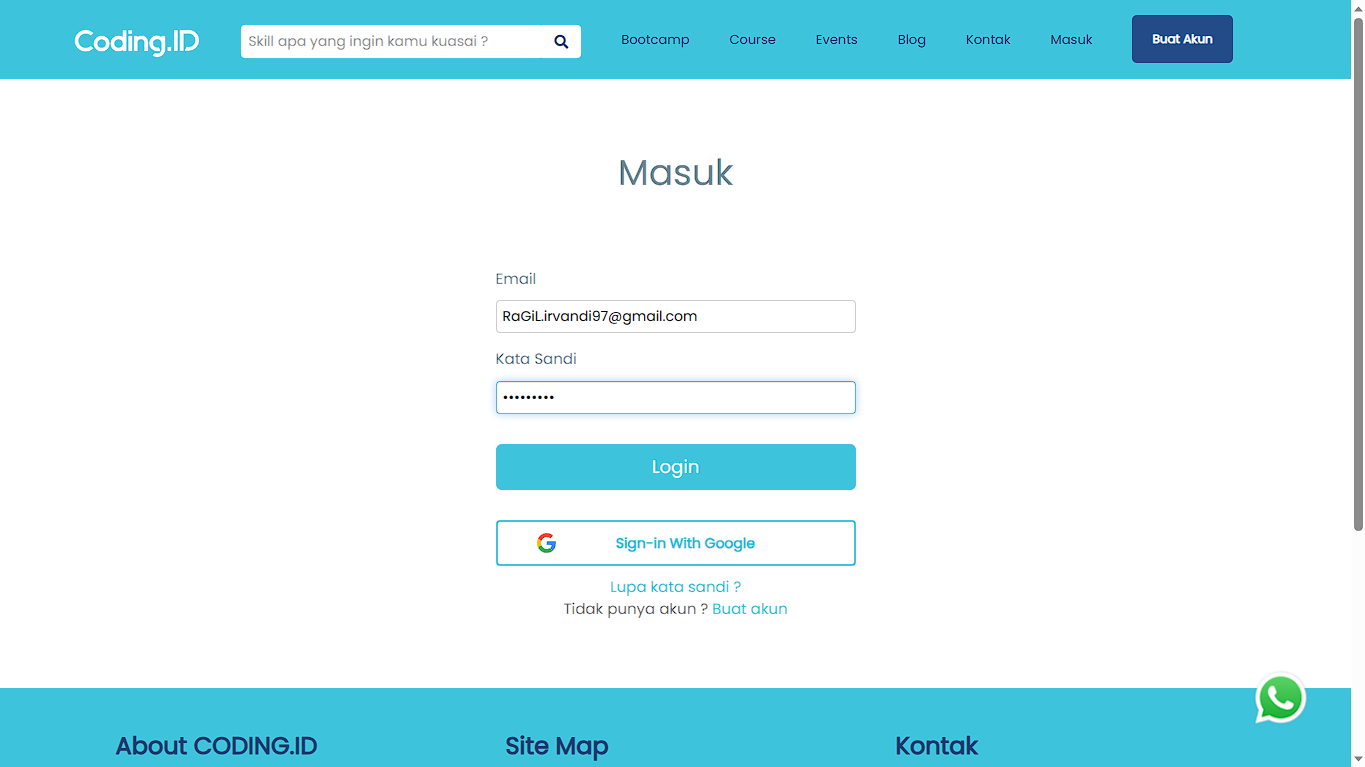 Coding.ID
Skill apa yang ingin kamu kuasai ?
Bootcamp
Course
Events
Blog
Kontak
Masuk
Buat Akun
Masuk
Email
RaGiL.irvandi97@gmail.com
Kata Sandi
•••••••••
Login
Sign-in With Google
Lupa kata sandi ?
Tidak punya akun ? Buat akun
About CODING.ID
Site Map
Kontak